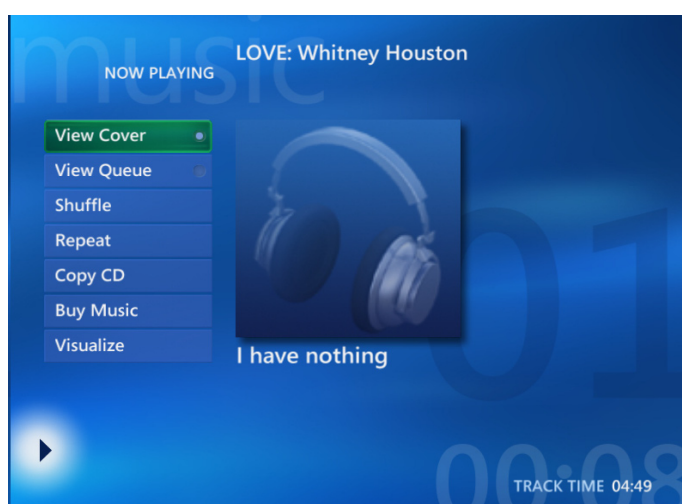 music
NOW PLAYING
LOVE: Whitney Houston
View Cover
View Queue
Shuffle
Repeat
Copy CD
Buy Music
Visualize
I have nothing
01
00:08
TRACK TIME 04:49